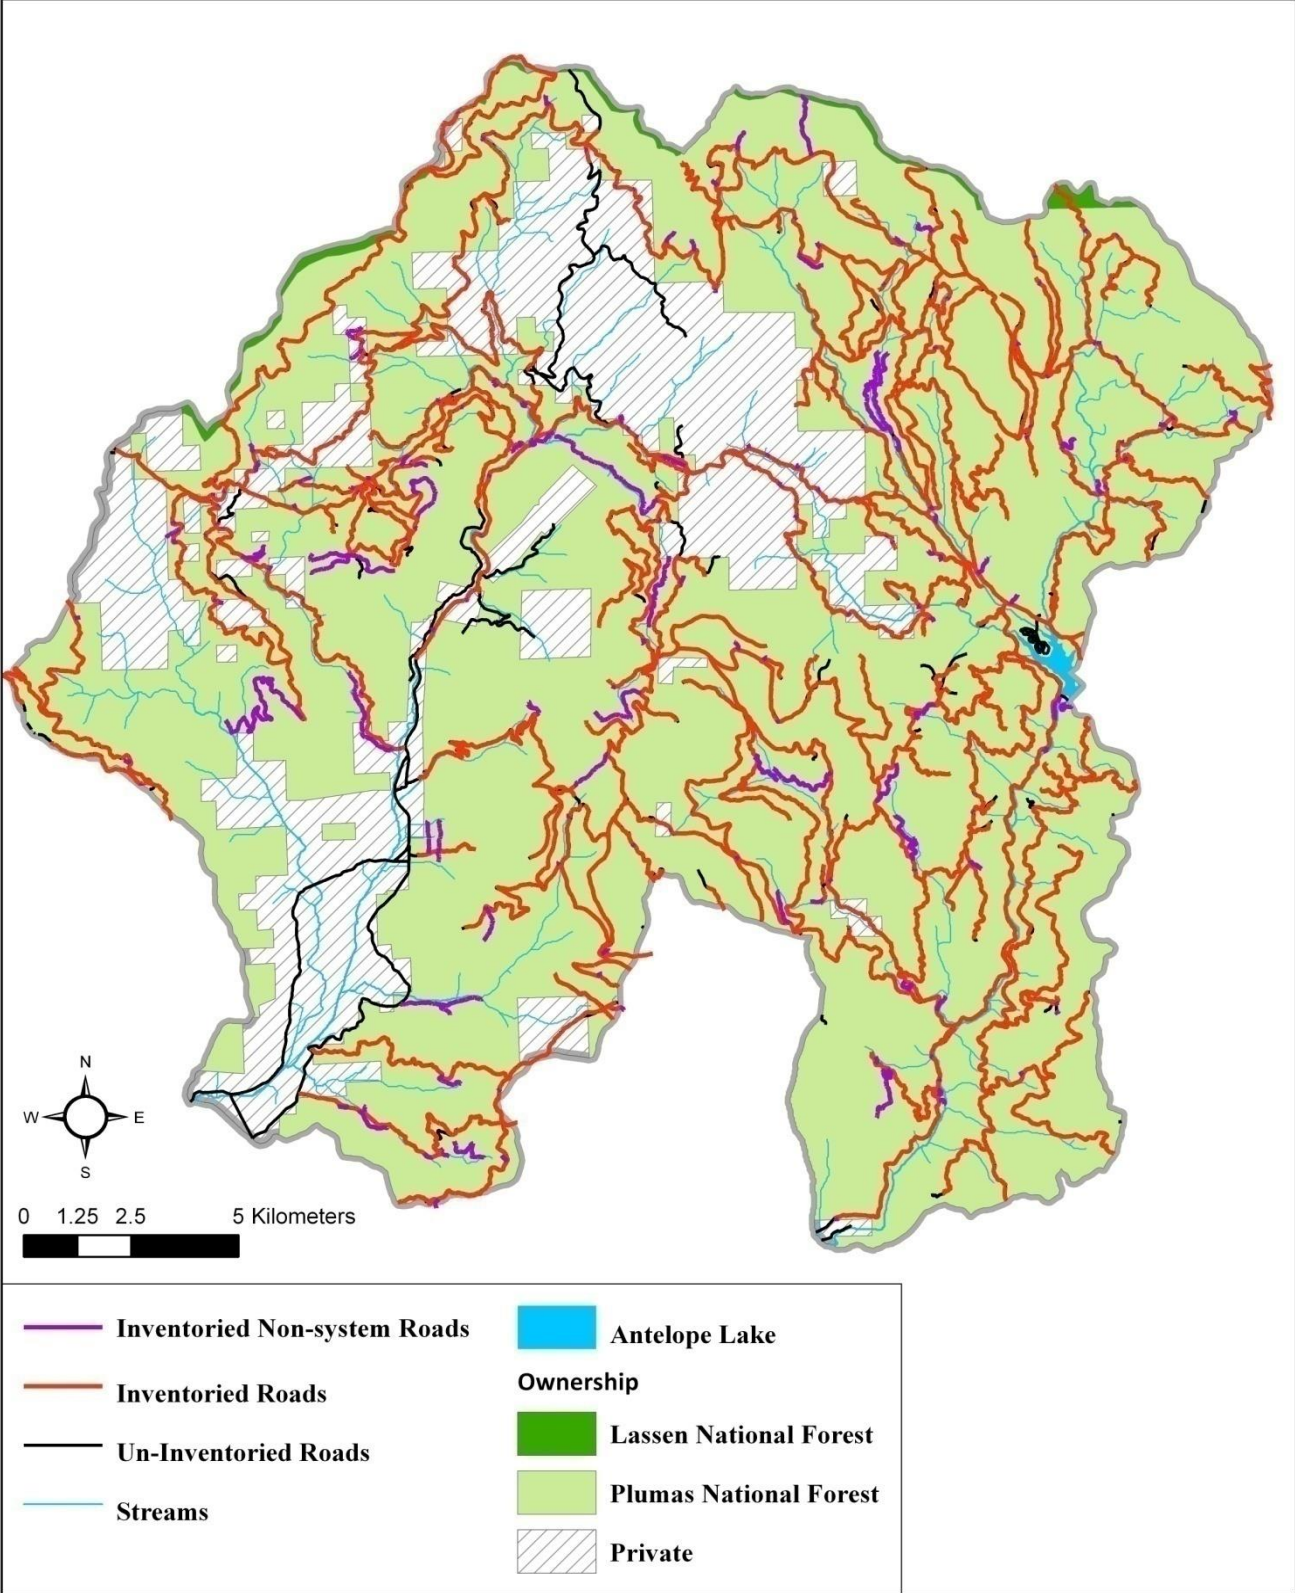 N
W E
S
0 1.25 2.5 5 Kilometers
Inventoried Non-system Roads
Inventoried Roads
Un-Inventoried Roads
Streams
Antelope Lake
Ownership
Lassen National Forest
Plumas National Forest
Private